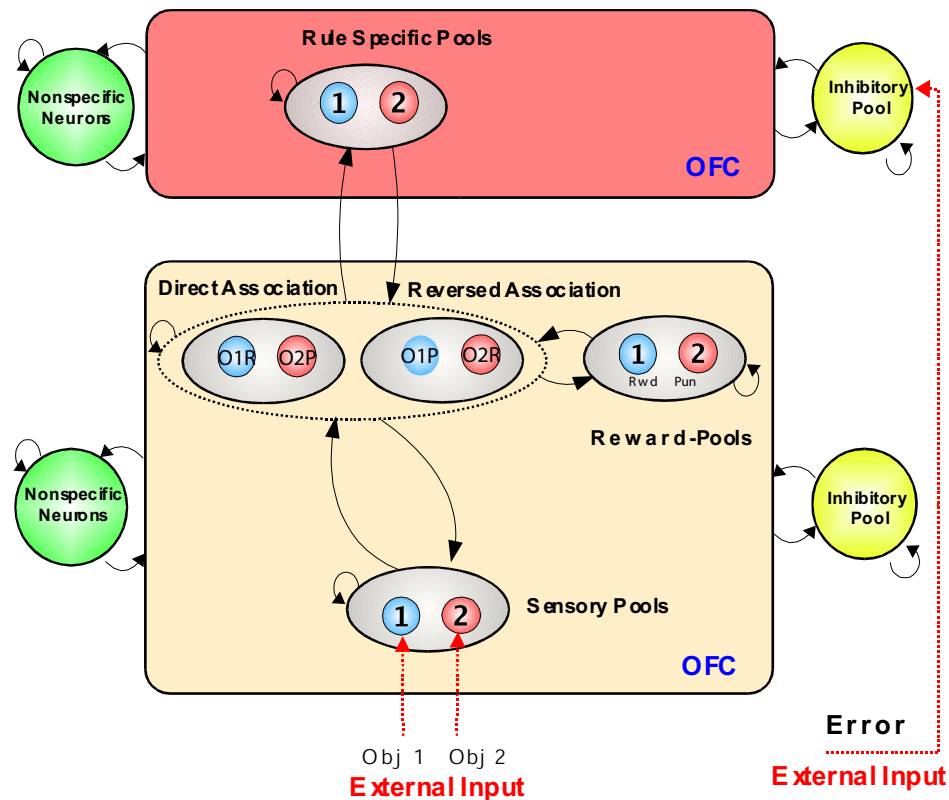 Rule Specific Pools
1 2
Nonspecific
Neurons
Inhibitory
Pool
OFC
Direct Association
Reversed Association
O1R O2P O1P O2R
1 2
Rwd Pun
Reward-Pools
Nonspecific
Neurons
Inhibitory
Pool
1 2
Sensory Pools
OFC
Error
Obj 1 Obj 2
External Input
External Input